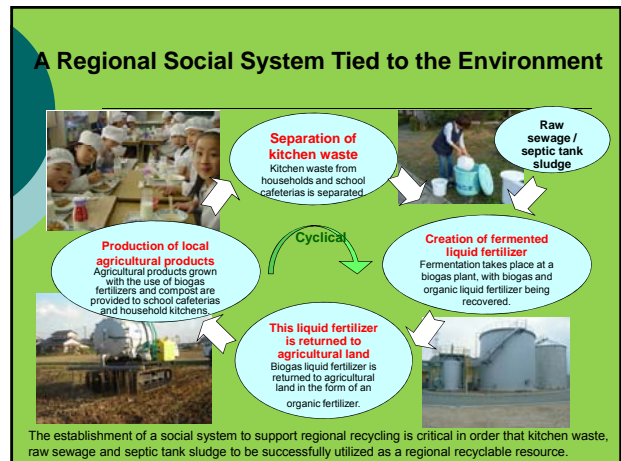 A Regional Social System Tied to the Environment
Separation of
kitchen waste
Kitchen waste from
households and school
cafeterias is separated
Raw
sewage /
septic tank
sludge
Cyclical
Production of local
agricultural products
Agricultural products grown
with the use of biogas
fertilizers and compost are
provided to school cafeterias
and household kitchens.
Creation of fermented
liquid fertilizer
Fermentation takes place at a
biogas plant, with biogas and
organic liquid fertilizer being
recovered.
This liquid fertilizer
is returned to
agricultural land
Biogas liquid fertilizer is
returned to agricultural
land in the form of an
organic fertilizer.
The establishment of a social system to support regional recycling is critical in order that kitchen waste,
raw sewage and septic tank sludge to be successfully utilized as a regional recyclable resource.